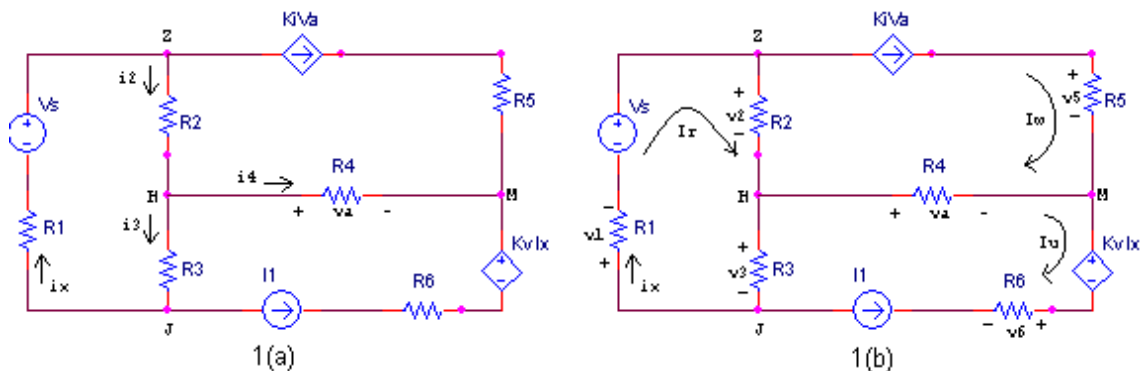 Z
KiVa
i2
Vs
R2
R5
R4
H
i4
M
+ va -
R1
i3
KvIx
ix
R3
I1
R6
J
1(a)
Z
KiVa
+
v2
-
R2
+
v5
-
R5
Vs
Ir
Iw
R4
H
M
+ va -
-
v1
+
R1
Iu
KvIx
ix
+
v3
-
R3
I1
R6
- v6 +
J
1(b)